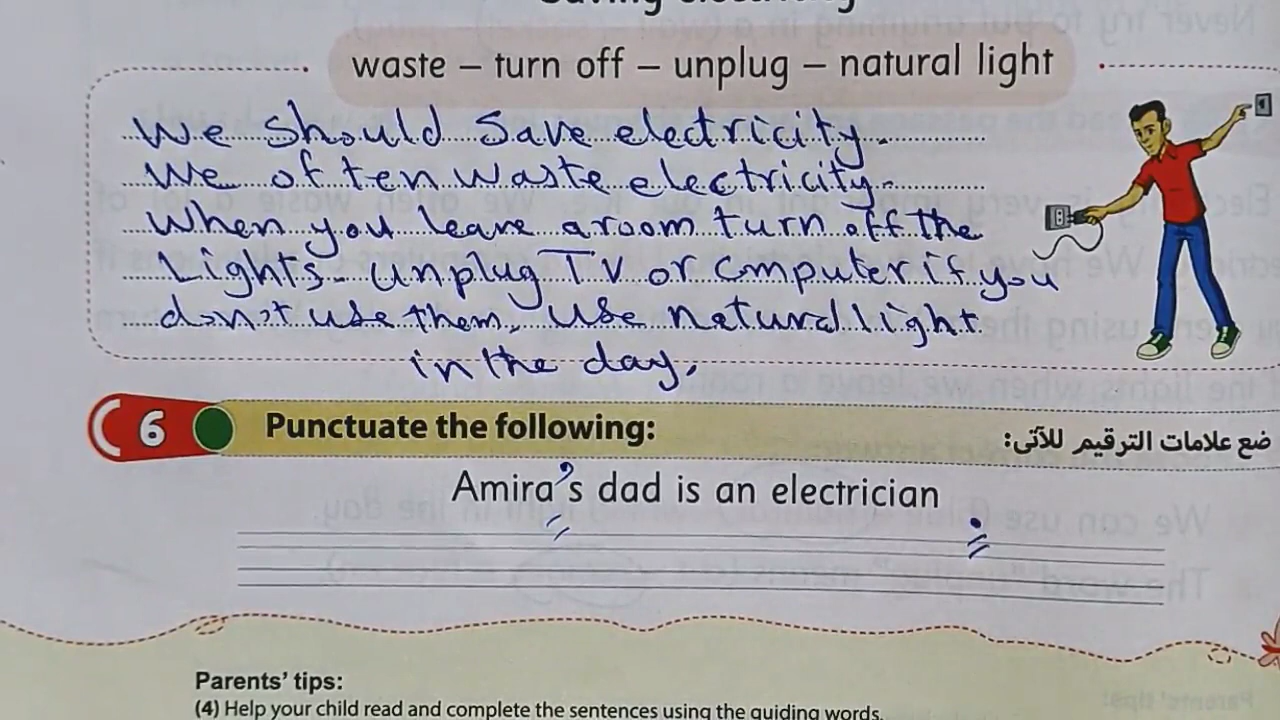 Saving electricity
waste – turn off – unplug – natural light
We should save electricity.
We often waste electricity.
When you leave a room turn off the
Lights. unplug TV or computer if you
don't use them. Use natural light
in the day.
6 Punctuate the following: ضع علامات الترقيم للآتى:
Amira's dad is an electrician.
Parents' tips:
(4) Help your child read and complete the sentences using the guiding words.